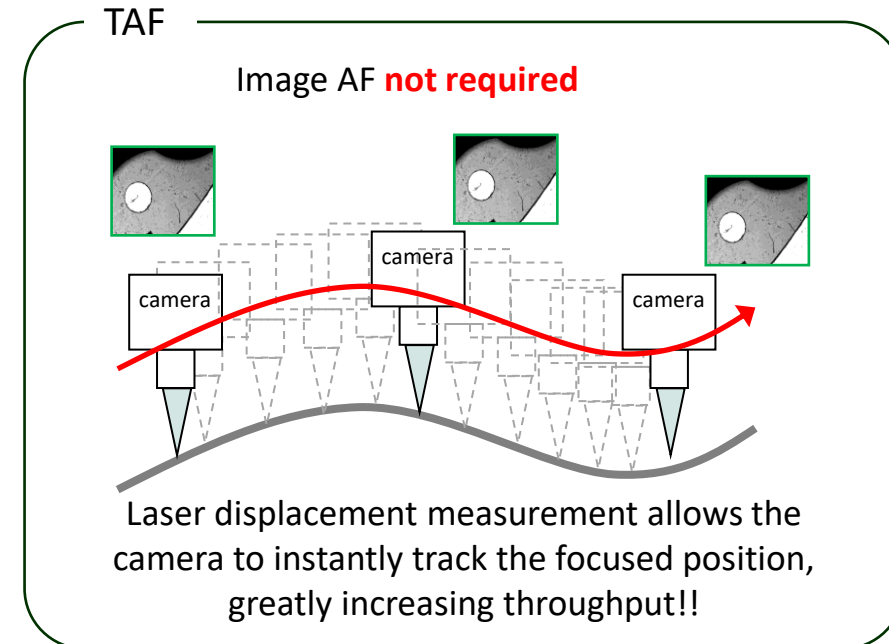 TAF
Image AF not required
camera
camera
camera
Laser displacement measurement allows the
camera to instantly track the focused position,
greatly increasing throughput!!